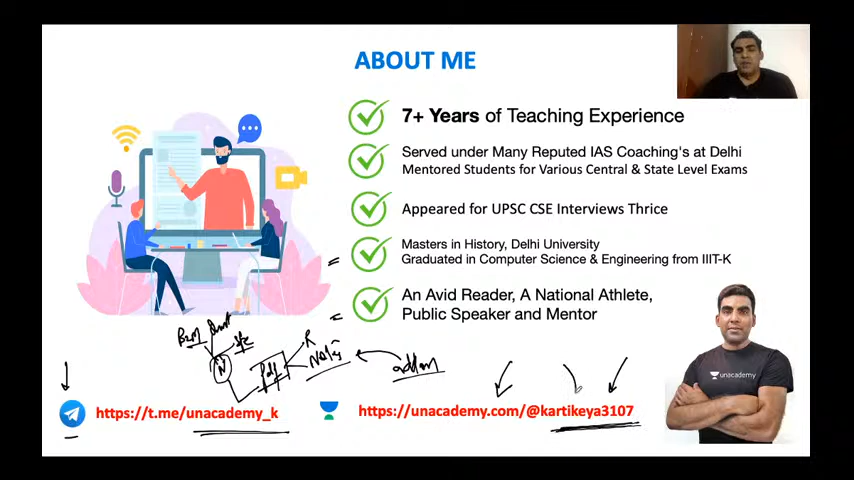 ABOUT ME
7+ Years of Teaching Experience
Served under Many Reputed IAS Coaching's at Delhi
Mentored Students for Various Central & State Level Exams
Appeared for UPSC CSE Interviews Thrice
Masters in History, Delhi University
Graduated in Computer Science & Engineering from IIIT-K
An Avid Reader, A National Athlete,
Public Speaker and Mentor
Pdf
https://t.me/unacademy_k
https://unacademy.com/@kartikeya3107
unacademy